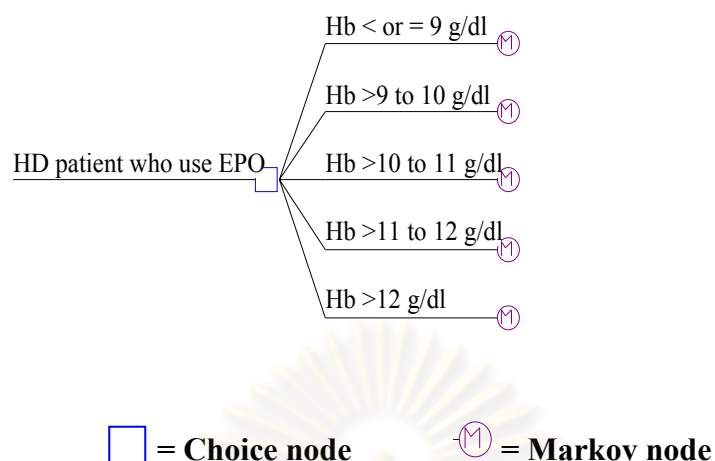 Hb < or = 9 g/dl
M
Hb >9 to 10 g/dl
M
HD patient who use EPO
Hb >10 to 11 g/dl
M
Hb >11 to 12 g/dl
M
Hb >12 g/dl
M
= Choice node
M = Markov node